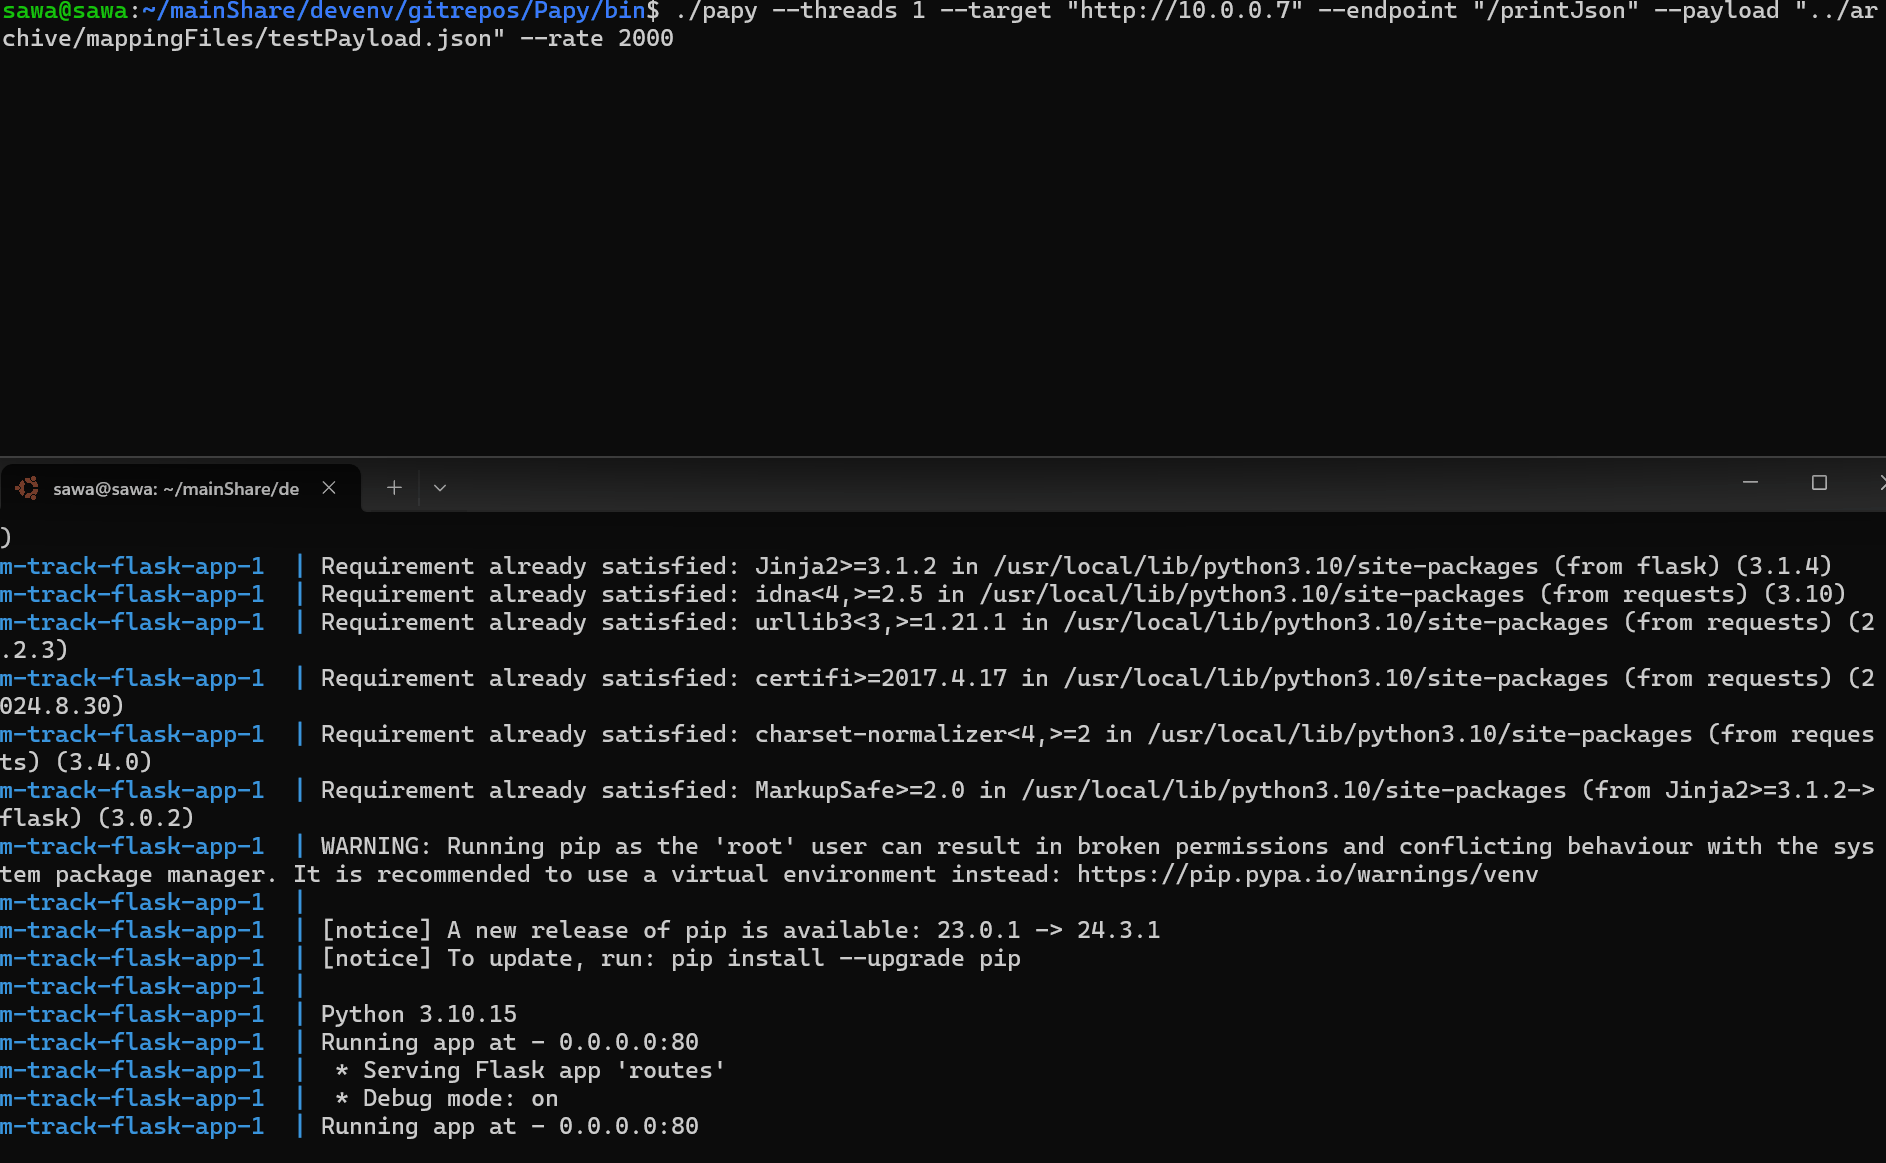 sawa@sawa:~/mainShare/devenv/gitrepos/Papy/bin$ ./papy --threads 1 --target "http://10.0.0.7" --endpoint "/printJson" --payload "../ar
chive/mappingFiles/testPayload.json" --rate 2000
sawa@sawa: ~/mainShare/de
)
m-track-flask-app-1  | Requirement already satisfied: Jinja2>=3.1.2 in /usr/local/lib/python3.10/site-packages (from flask) (3.1.4)
m-track-flask-app-1  | Requirement already satisfied: idna<4,>=2.5 in /usr/local/lib/python3.10/site-packages (from requests) (3.10)
m-track-flask-app-1  | Requirement already satisfied: urllib3<3,>=1.21.1 in /usr/local/lib/python3.10/site-packages (from requests) (2
.2.3)
m-track-flask-app-1  | Requirement already satisfied: certifi>=2017.4.17 in /usr/local/lib/python3.10/site-packages (from requests) (2
024.8.30)
m-track-flask-app-1  | Requirement already satisfied: charset-normalizer<4,>=2 in /usr/local/lib/python3.10/site-packages (from reques
ts) (3.4.0)
m-track-flask-app-1  | Requirement already satisfied: MarkupSafe>=2.0 in /usr/local/lib/python3.10/site-packages (from Jinja2>=3.1.2->
flask) (3.0.2)
m-track-flask-app-1  | WARNING: Running pip as the 'root' user can result in broken permissions and conflicting behaviour with the sys
tem package manager. It is recommended to use a virtual environment instead: https://pip.pypa.io/warnings/venv
m-track-flask-app-1  |
m-track-flask-app-1  | [notice] A new release of pip is available: 23.0.1 -> 24.3.1
m-track-flask-app-1  | [notice] To update, run: pip install --upgrade pip
m-track-flask-app-1  |
m-track-flask-app-1  | Python 3.10.15
m-track-flask-app-1  | Running app at - 0.0.0.0:80
m-track-flask-app-1  |  * Serving Flask app 'routes'
m-track-flask-app-1  |  * Debug mode: on
m-track-flask-app-1  | Running app at - 0.0.0.0:80